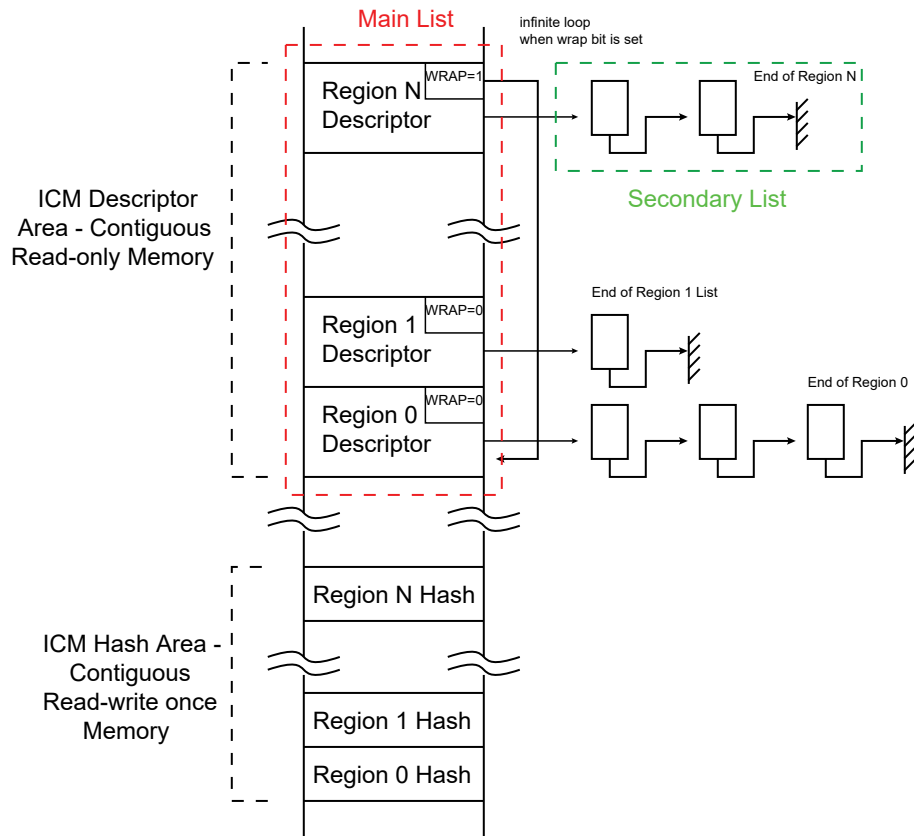 Main List
infinite loop
when wrap bit is set
WRAP=1
Region N
Descriptor
End of Region N
Secondary List
ICM Descriptor
Area - Contiguous
Read-only Memory
WRAP=0
Region 1
Descriptor
End of Region 1 List
WRAP=0
Region 0
Descriptor
End of Region 0
Region N Hash
ICM Hash Area -
Contiguous
Read-write once
Memory
Region 1 Hash
Region 0 Hash